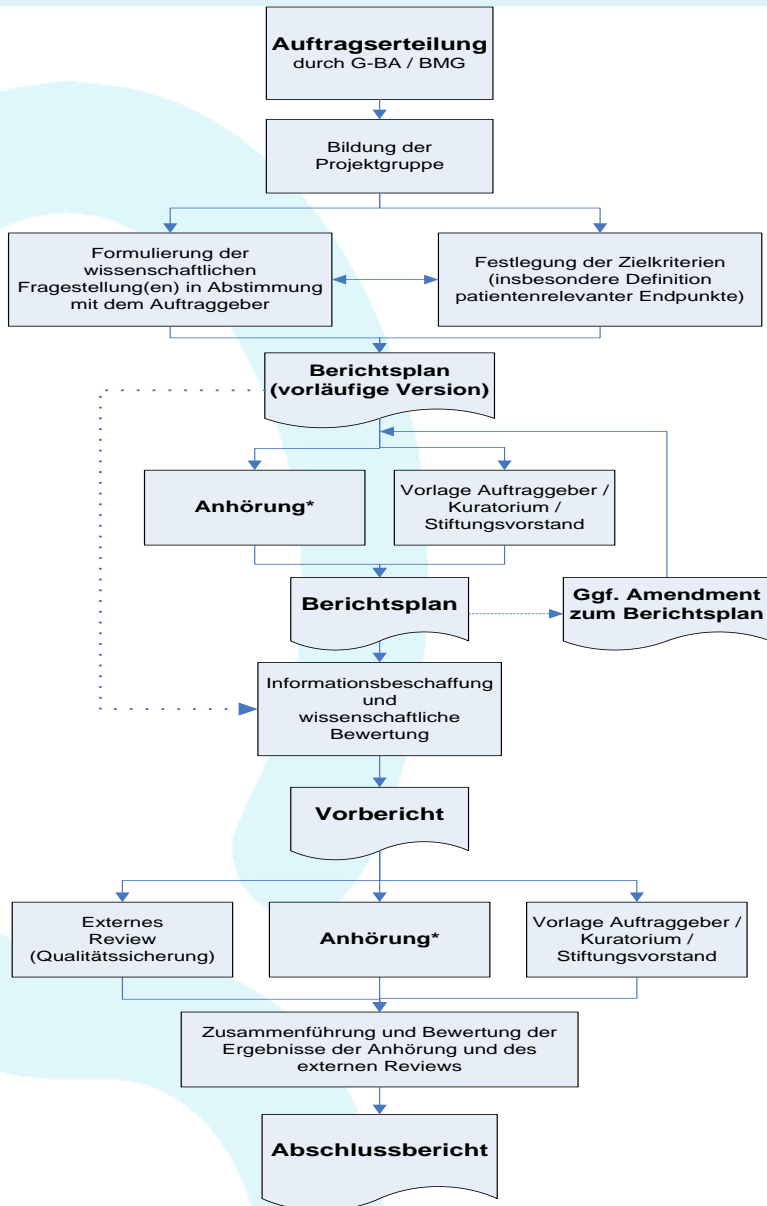 Auftragserteilung
durch G-BA / BMG
Bildung der
Projektgruppe
Formulierung der
wissenschaftlichen
Fragestellung(en) in Abstimmung
mit dem Auftraggeber
Festlegung der Zielkriterien
(insbesondere Definition
patientenrelevanter Endpunkte)
Berichtsplan
(vorläufige Version)
Anhörung*
Vorlage Auftraggeber /
Kuratorium /
Stiftungsvorstand
Berichtsplan
Ggf. Amendment
zum Berichtsplan
Informationsbeschaffung
und
wissenschaftliche
Bewertung
Vorbericht
Externes
Review
(Qualitätssicherung)
Anhörung*
Vorlage Auftraggeber /
Kuratorium /
Stiftungsvorstand
Zusammenführung und Bewertung der
Ergebnisse der Anhörung und des
externen Reviews
Abschlussbericht